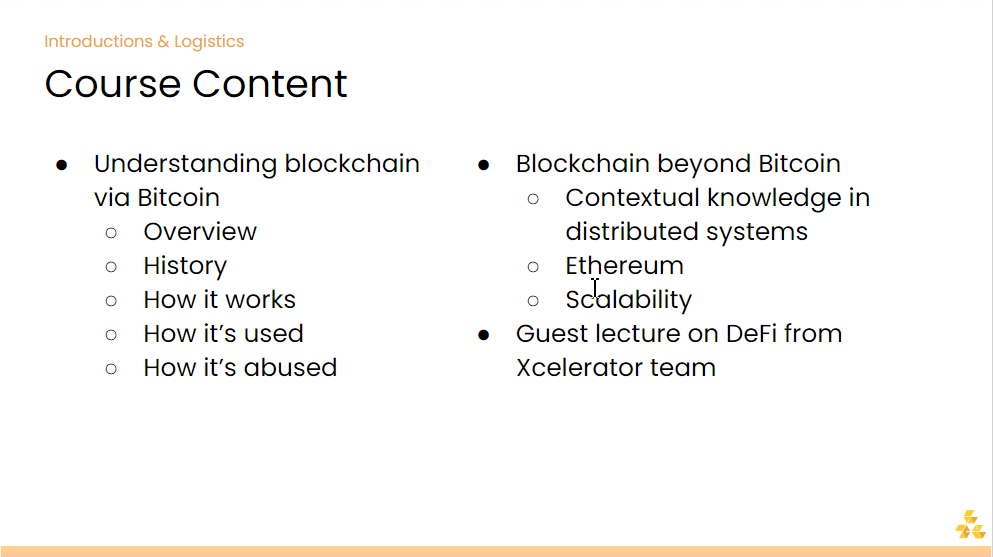 Introductions & Logistics
Course Content
● Understanding blockchain
via Bitcoin
○ Overview
○ History
○ How it works
○ How it’s used
○ How it’s abused
● Blockchain beyond Bitcoin
○ Contextual knowledge in
distributed systems
○ Ethereum
○ Scalability
● Guest lecture on DeFi from
Xcelerator team